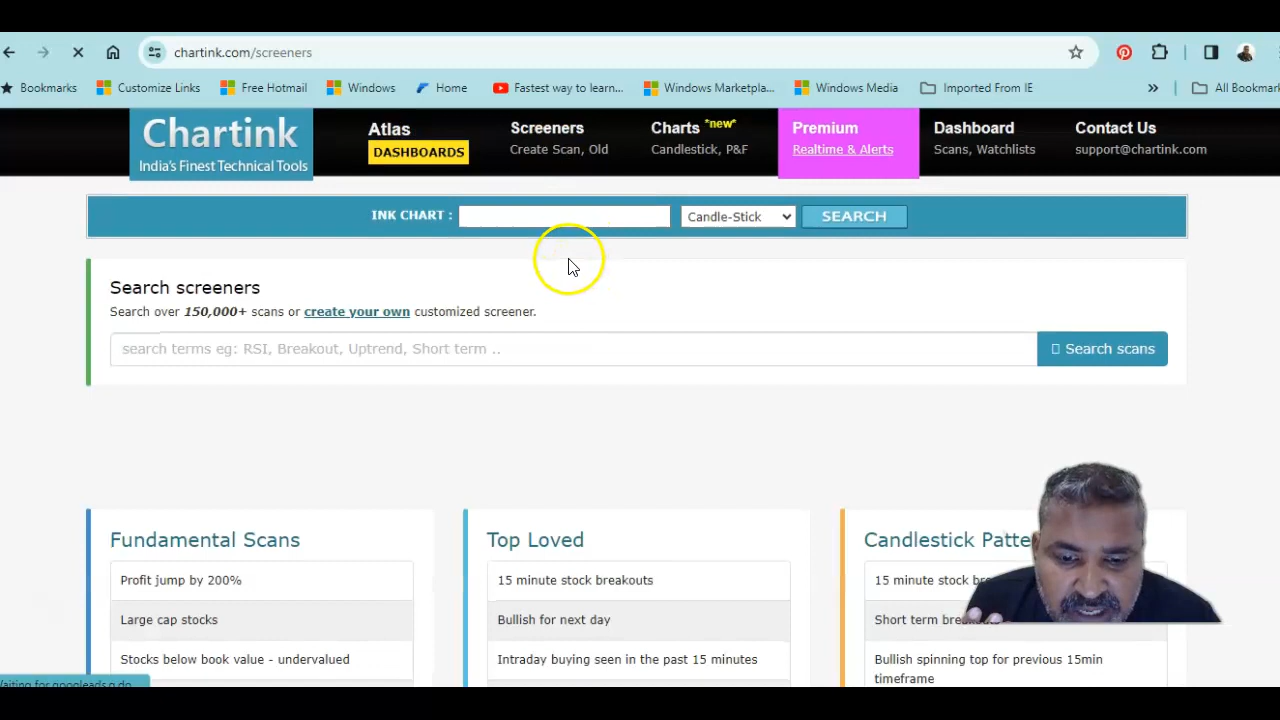 chartink.com/screeners
Bookmarks Customize Links Free Hotmail Windows Home Fastest way to learn... Windows Marketpla... Windows Media Imported From IE » All Bookmar
Chartink
India's Finest Technical Tools
Atlas
DASHBOARDS
Screeners
Create Scan, Old
Charts *new*
Candlestick, P&F
Premium
Realtime & Alerts
Dashboard
Scans, Watchlists
Contact Us
support@chartink.com
INK CHART : Candle-Stick SEARCH
Search screeners
Search over 150,000+ scans or create your own customized screener.
search terms eg: RSI, Breakout, Uptrend, Short term .. Search scans
Fundamental Scans
Profit jump by 200%
Large cap stocks
Stocks below book value - undervalued
Top Loved
15 minute stock breakouts
Bullish for next day
Intraday buying seen in the past 15 minutes
Candlestick Patte
15 minute stock
Short term
Bullish spinning top for previous 15min
timeframe